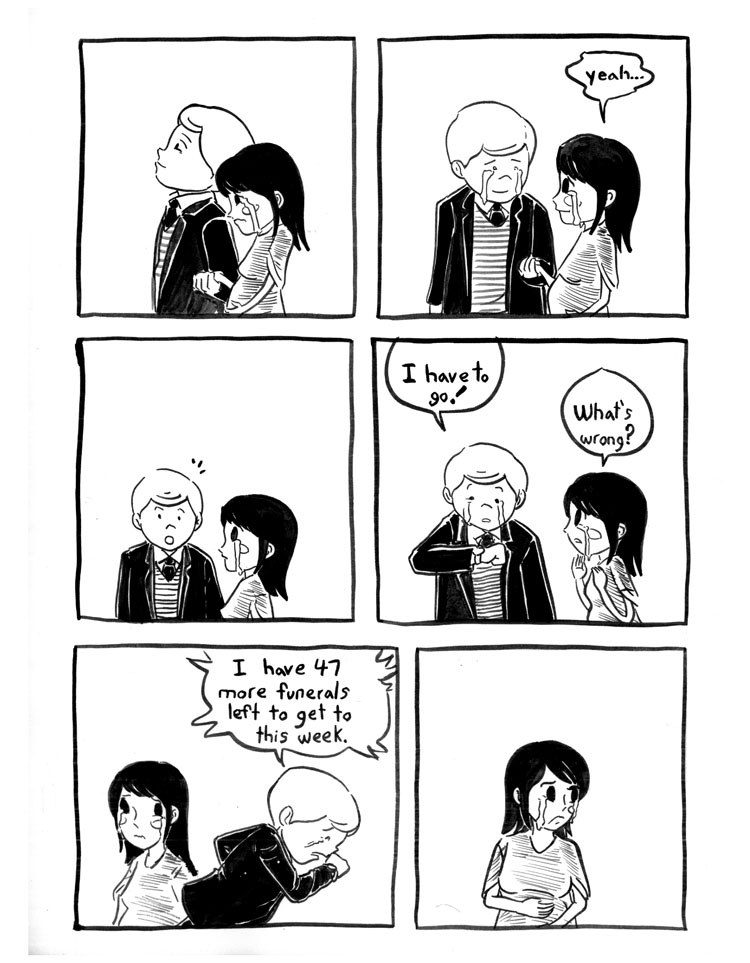 yeah...
I have to
go!
What's
wrong?
I have 47
more funerals
left to get to
this week.